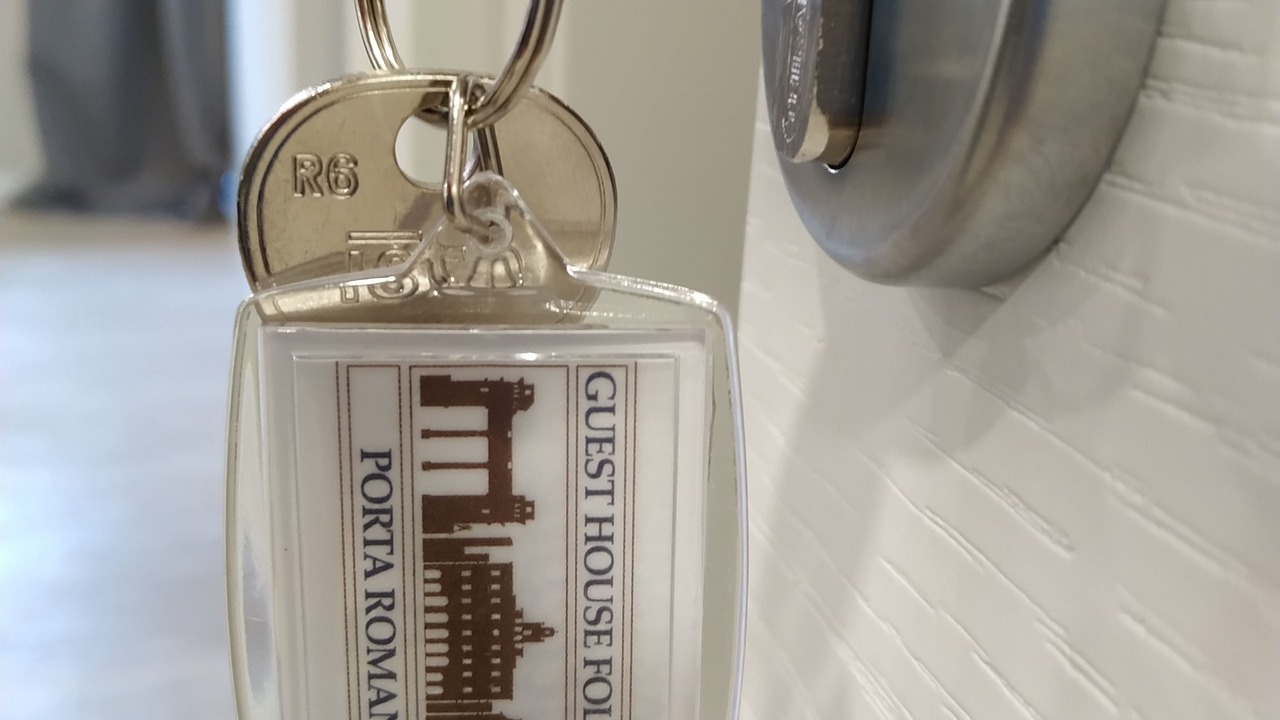 R6
GUEST HOUSE FOL
PORTA ROMAN